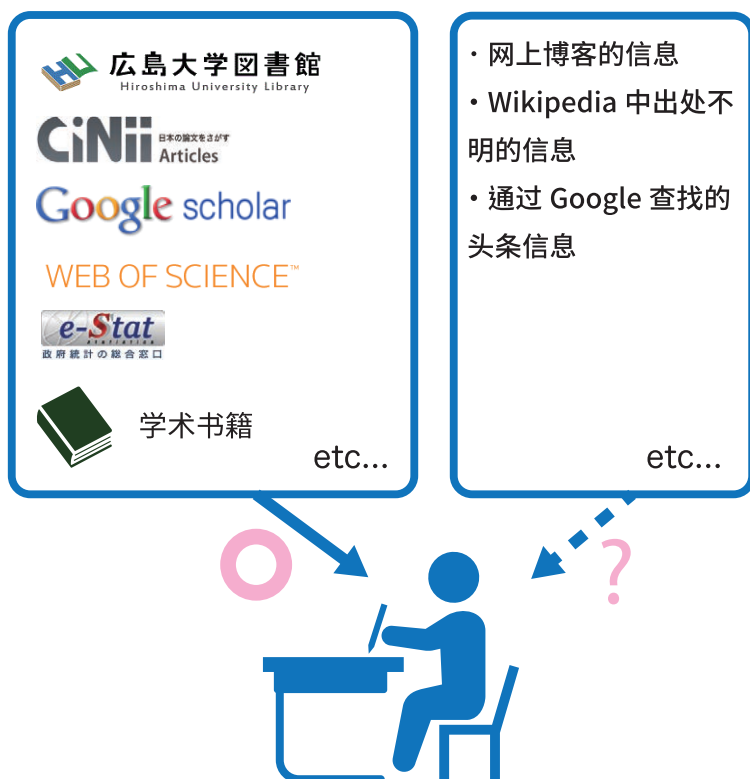 広島大学図書館
Hiroshima University Library
CiNii 日本の論文をさがす
Articles
Google scholar
WEB OF SCIENCE™
e-Stat
政府統計の総合窓口
学术书籍
etc...
・网上博客的信息
・Wikipedia 中出处不
明的信息
・通过 Google 查找的
头条信息
etc...
?